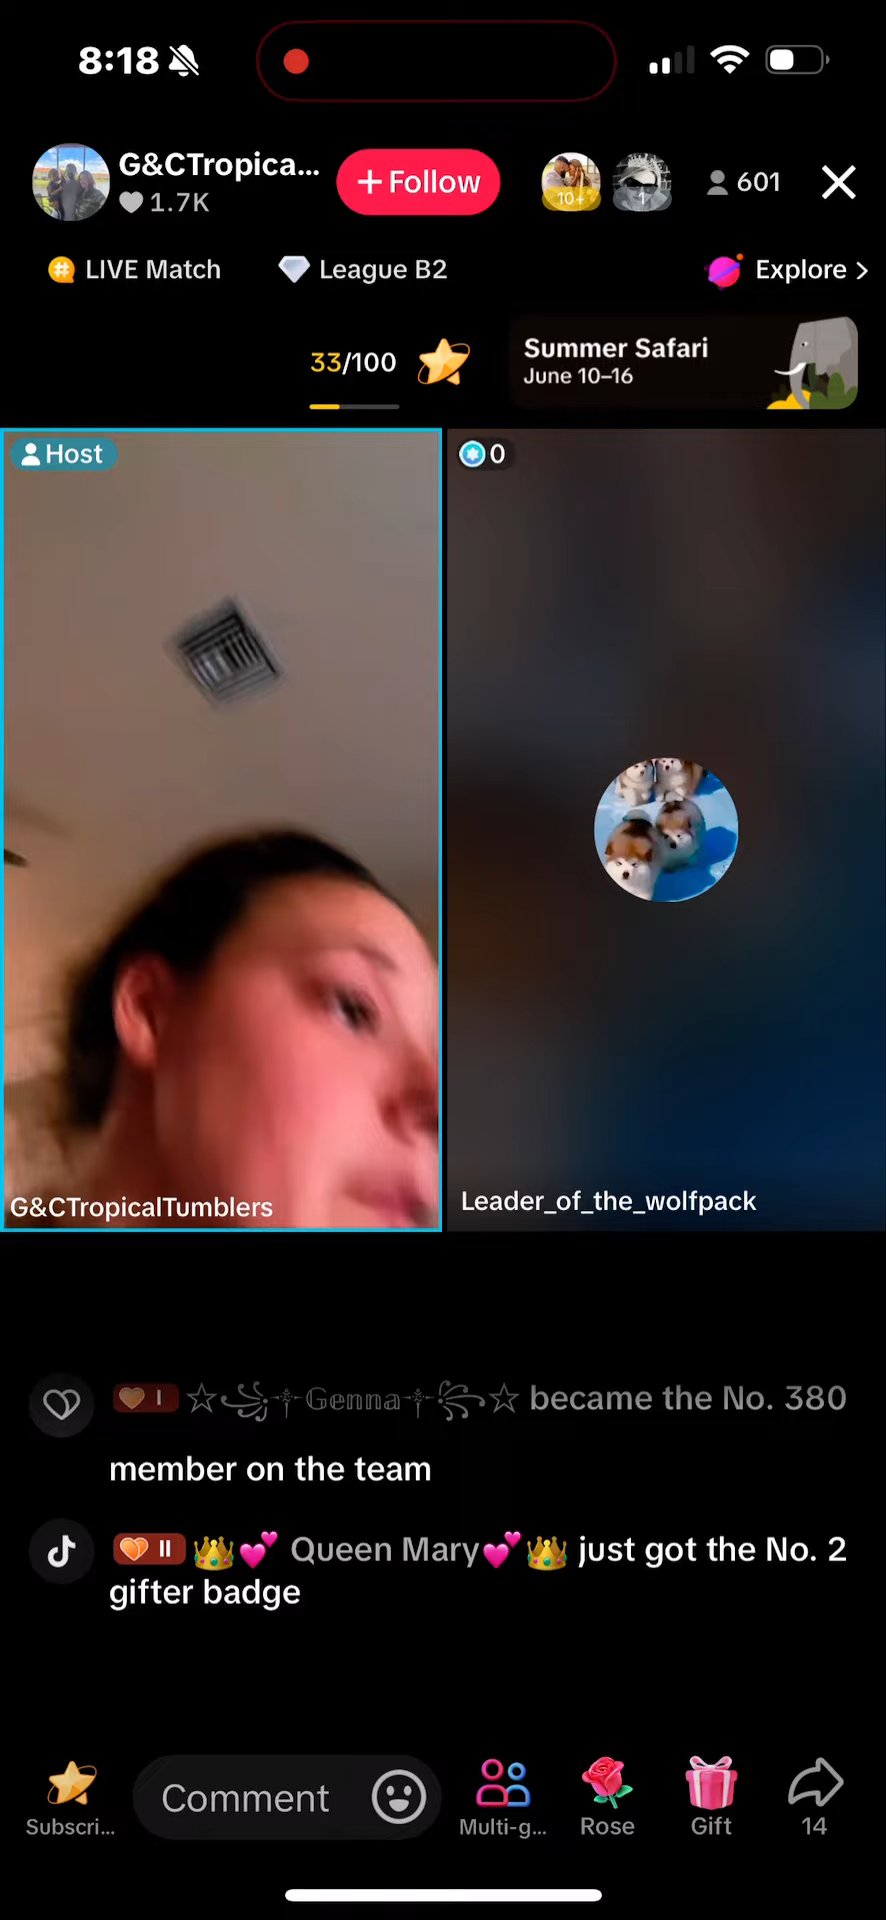 8:18
G&CTropica...
1.7K
+ Follow
10+
1
601
LIVE Match
League B2
Explore >
33/100
Summer Safari
June 10–16
Host
0
G&CTropicalTumblers
Leader_of_the_wolfpack
I ☆꧁༒Genna༒꧂☆ became the No. 380
member on the team
II 👑💕 Queen Mary💕👑 just got the No. 2
gifter badge
Subscri...
Comment
Multi-g...
Rose
Gift
14